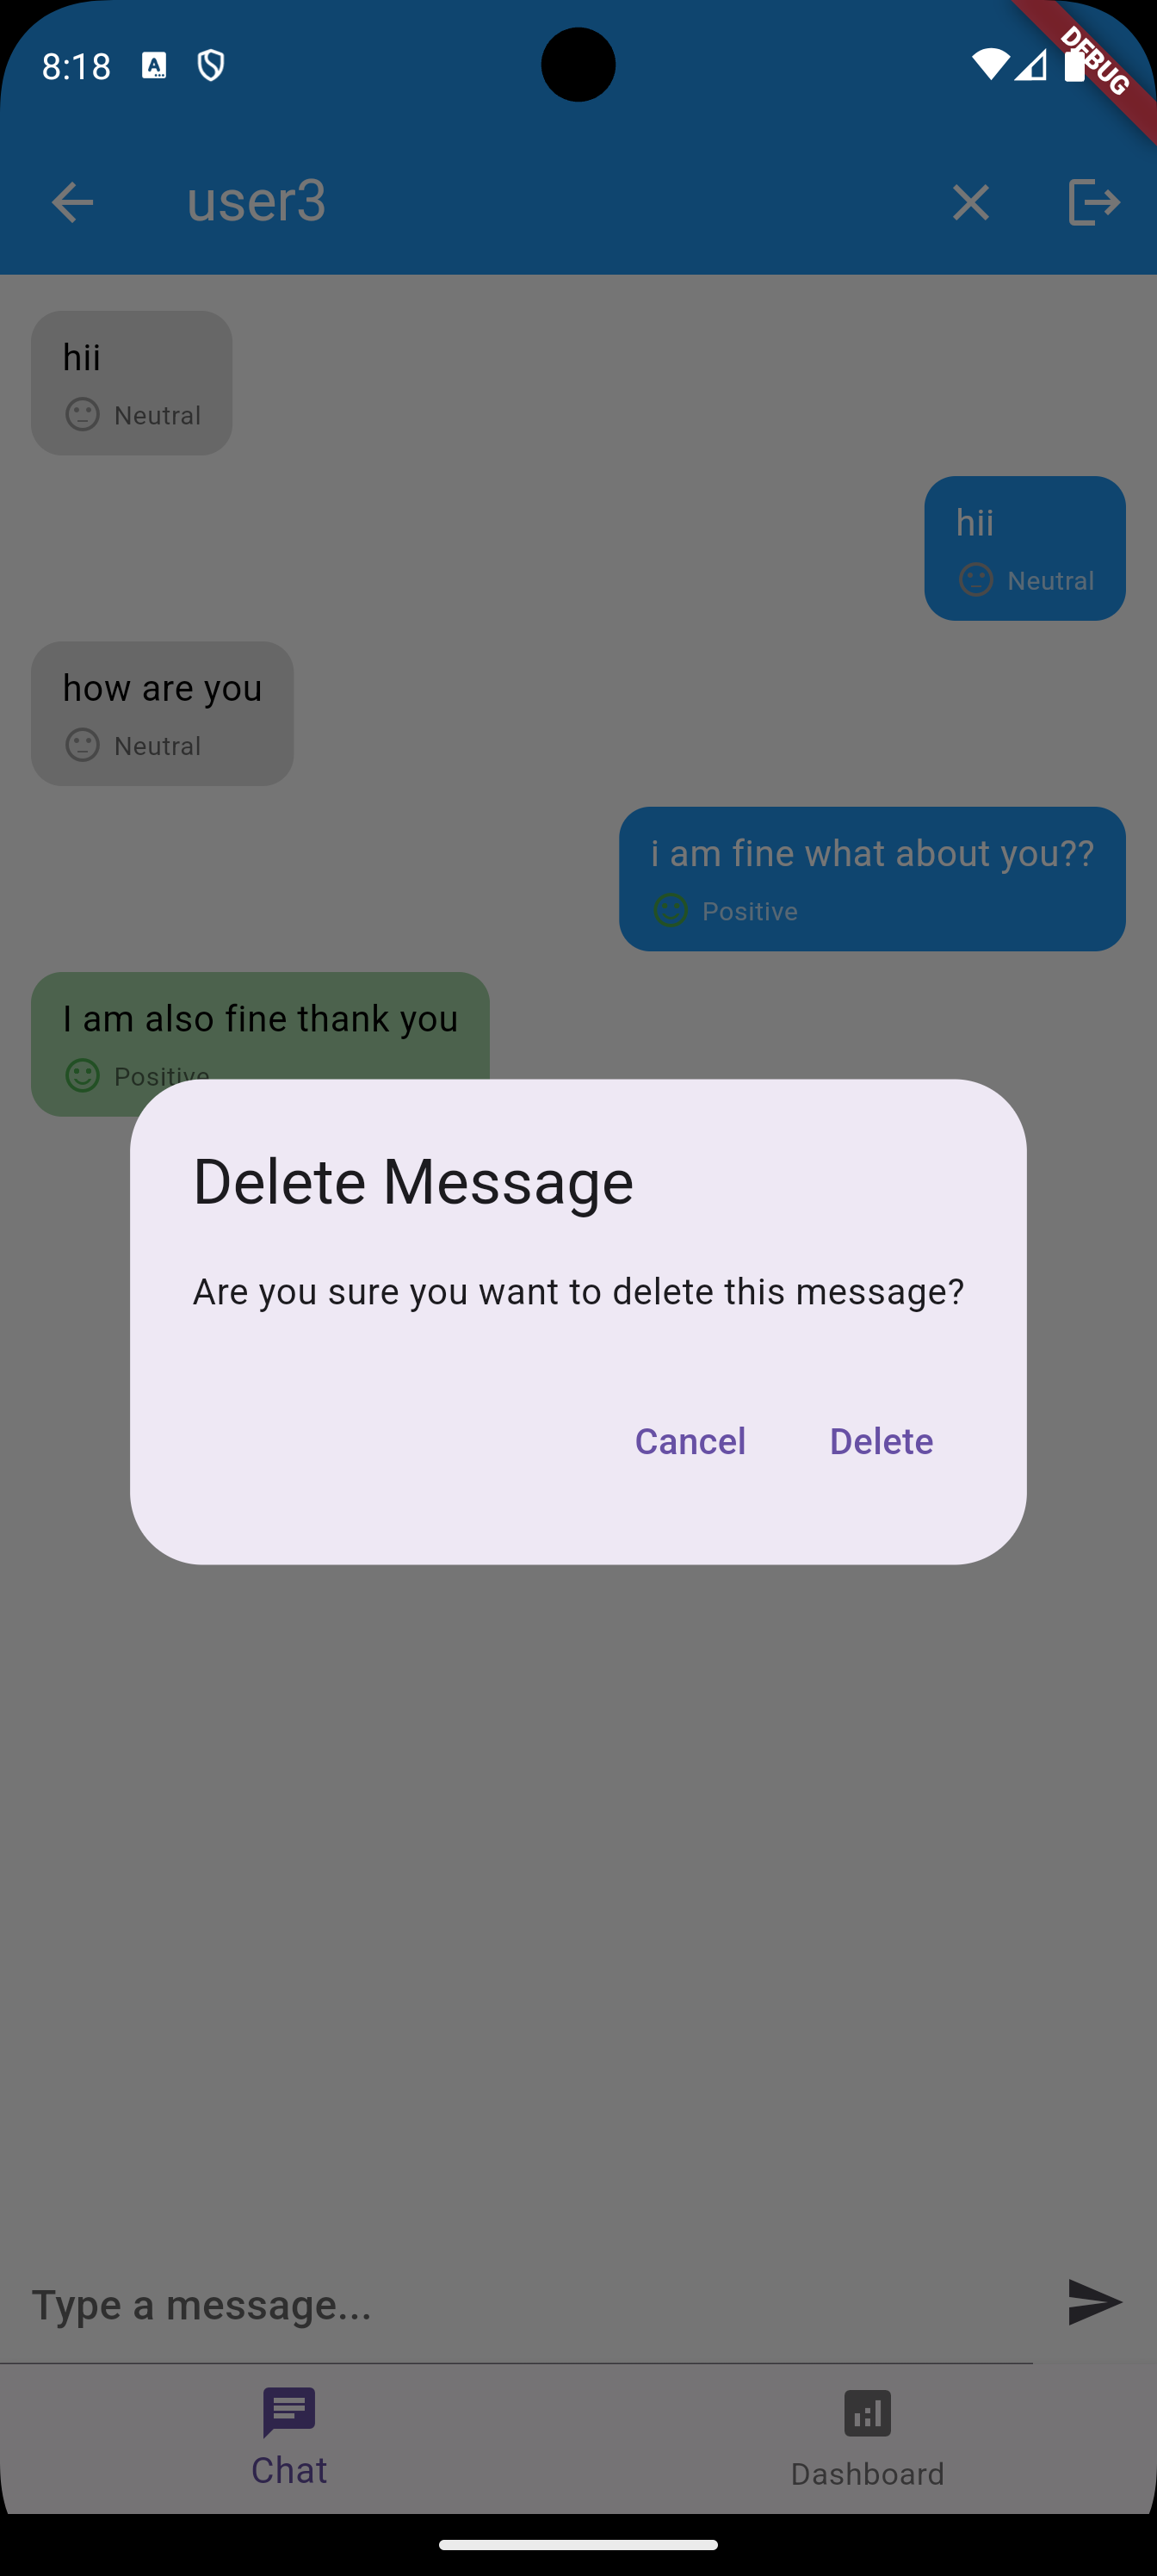 8:18
DEBUG
user3
hii
Neutral
hii
Neutral
how are you
Neutral
i am fine what about you??
Positive
I am also fine thank you
Positive
Delete Message
Are you sure you want to delete this message?
Cancel Delete
Type a message...
Chat Dashboard